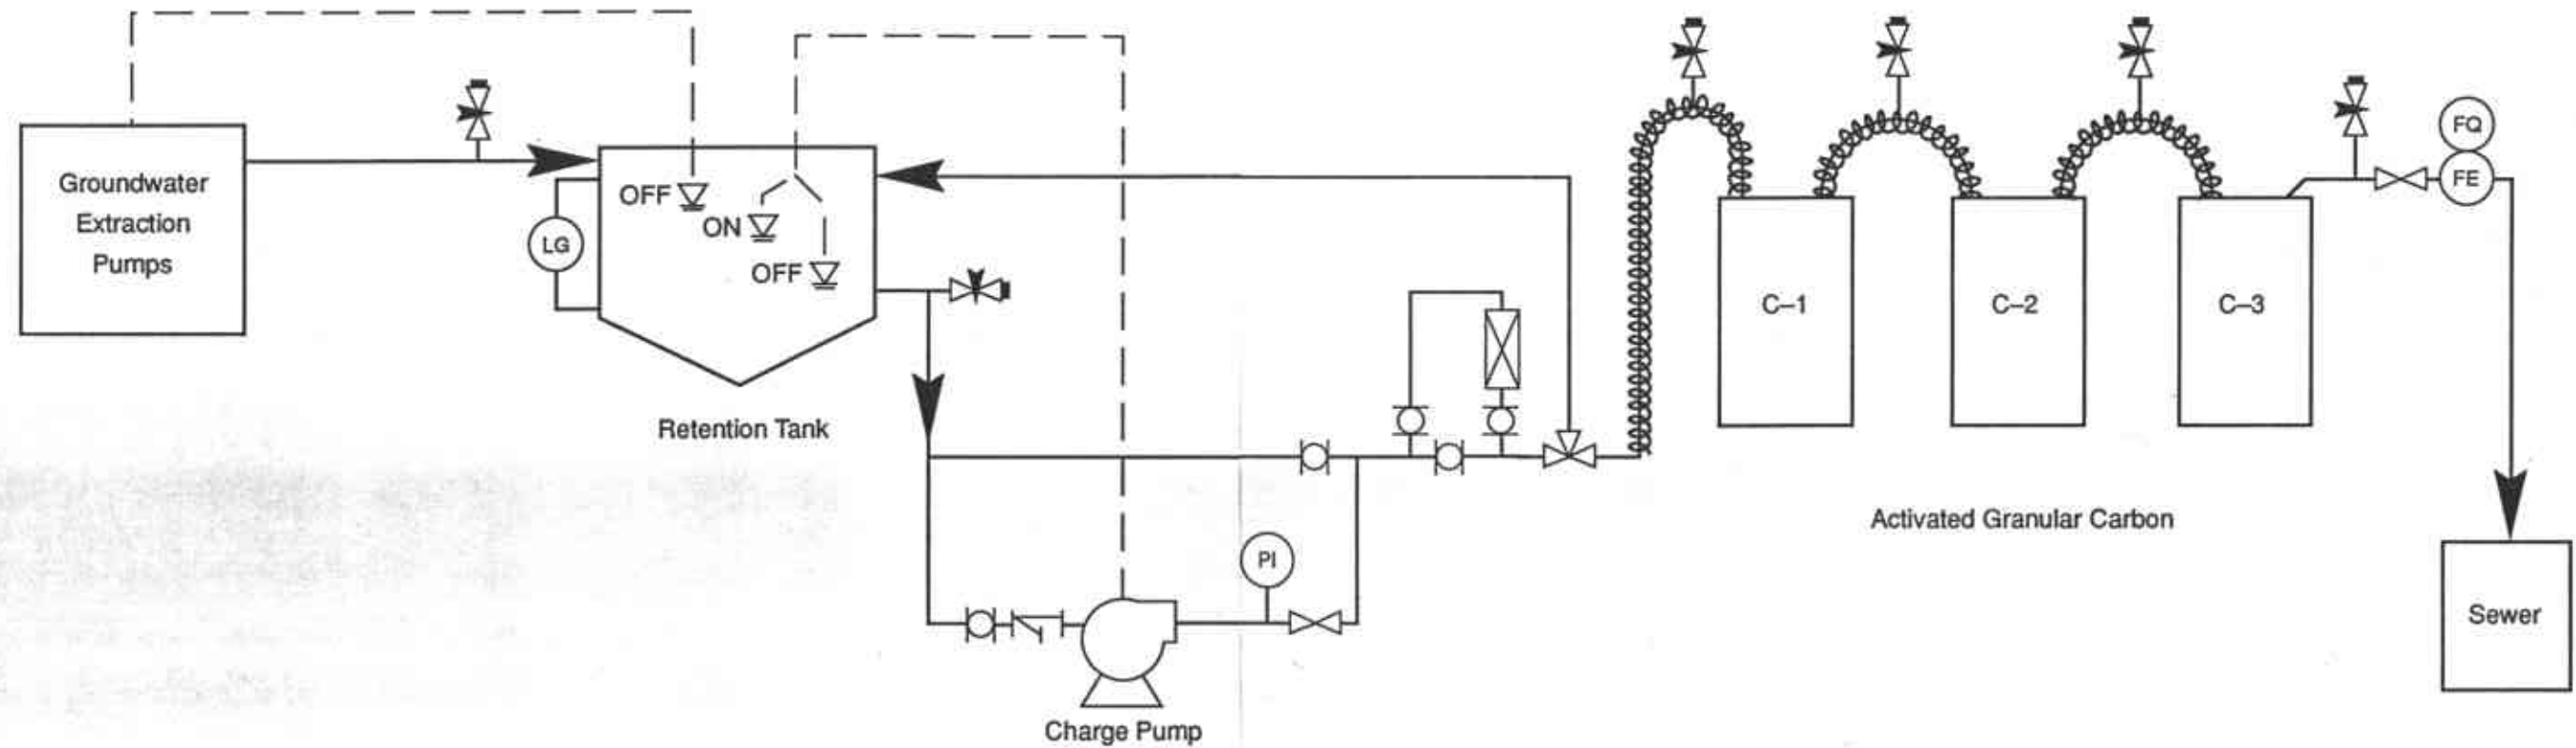 Groundwater
Extraction
Pumps
LG
OFF
ON
OFF
Retention Tank
Charge Pump
PI
C–1
C–2
C–3
Activated Granular Carbon
FQ
FE
Sewer